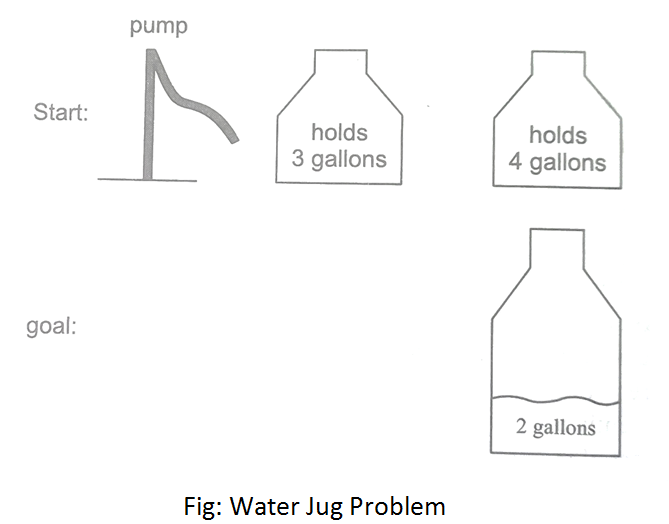 pump
Start:
holds
3 gallons
holds
4 gallons
goal:
2 gallons
Fig: Water Jug Problem